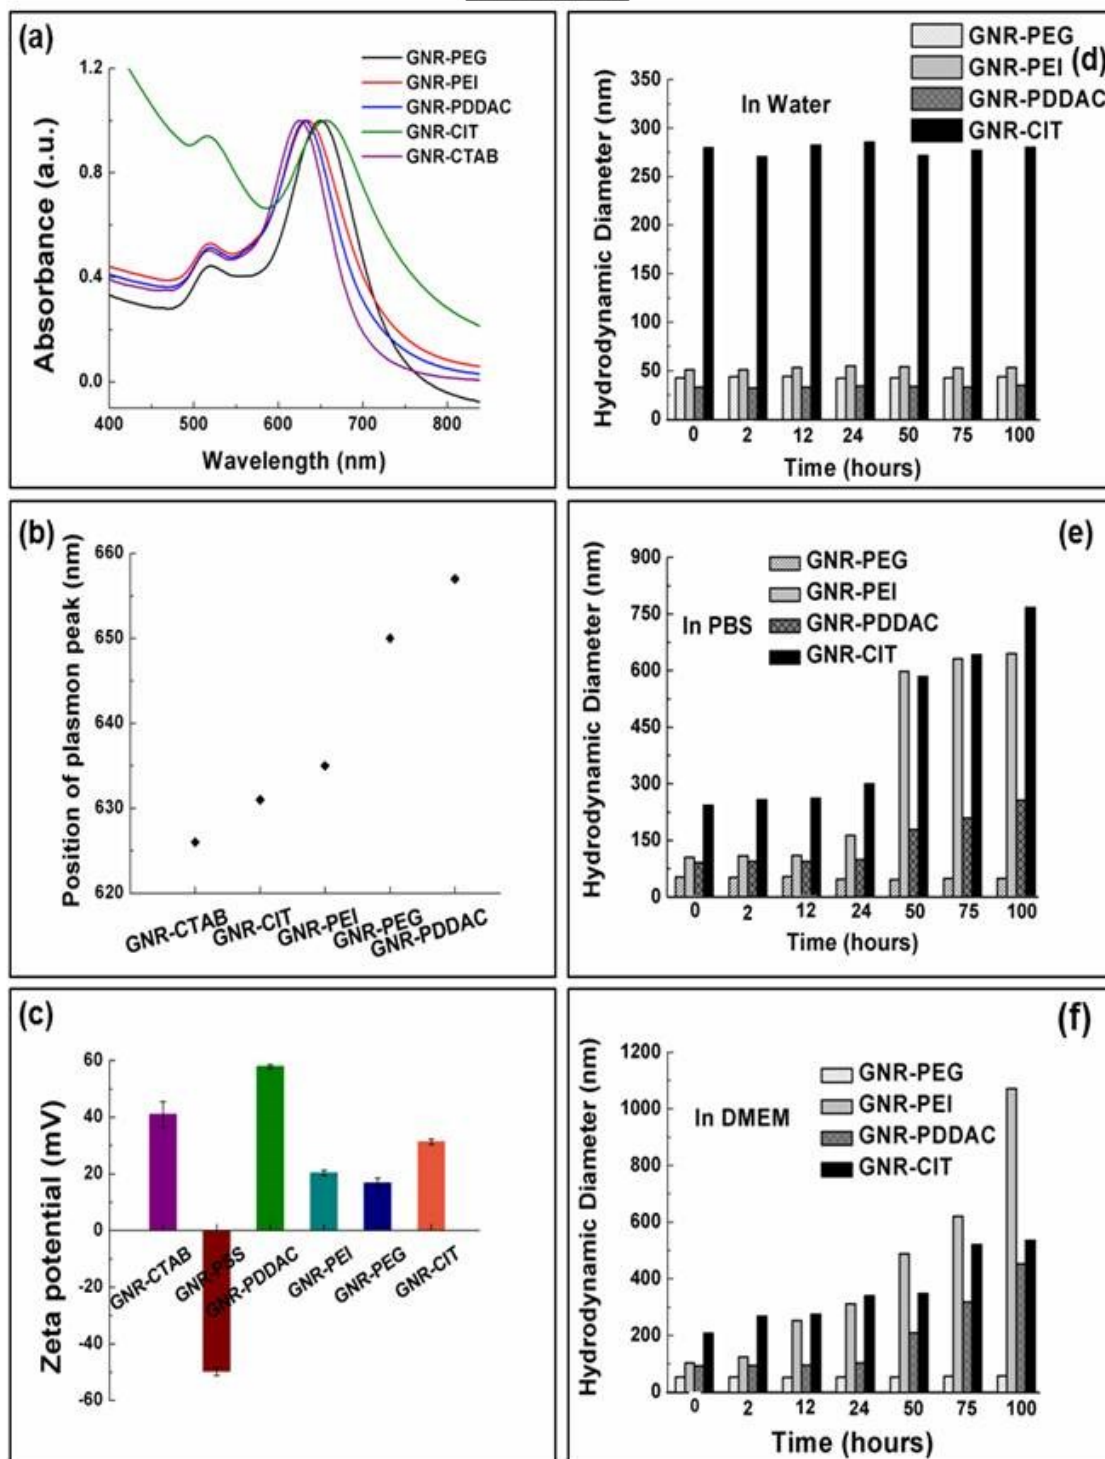 (a)
GNR-PEG
GNR-PEI
GNR-PDDAC
GNR-CIT
GNR-CTAB
1.2
0.8
0.4
0.0
Absorbance (a.u.)
400 500 600 700 800
Wavelength (nm)
(b)
660
650
640
630
620
Position of plasmon peak (nm)
GNR-CTAB
GNR-CIT
GNR-PEI
GNR-PEG
GNR-PDDAC
(c)
60
40
20
0
-20
-40
-60
Zeta potential (mV)
GNR-CTAB
GNR-PSS
GNR-PDDAC
GNR-PEI
GNR-PEG
GNR-CIT
(d)
GNR-PEG
GNR-PEI
GNR-PDDAC
GNR-CIT
In Water
350
300
250
200
150
100
50
0
Hydrodynamic Diameter (nm)
0 2 12 24 50 75 100
Time (hours)
(e)
GNR-PEG
GNR-PEI
GNR-PDDAC
GNR-CIT
In PBS
900
750
600
450
300
150
0
Hydrodynamic Diameter (nm)
0 2 12 24 50 75 100
Time (hours)
(f)
GNR-PEG
GNR-PEI
GNR-PDDAC
GNR-CIT
In DMEM
1200
1000
800
600
400
200
0
Hydrodynamic Diameter (nm)
0 2 12 24 50 75 100
Time (hours)